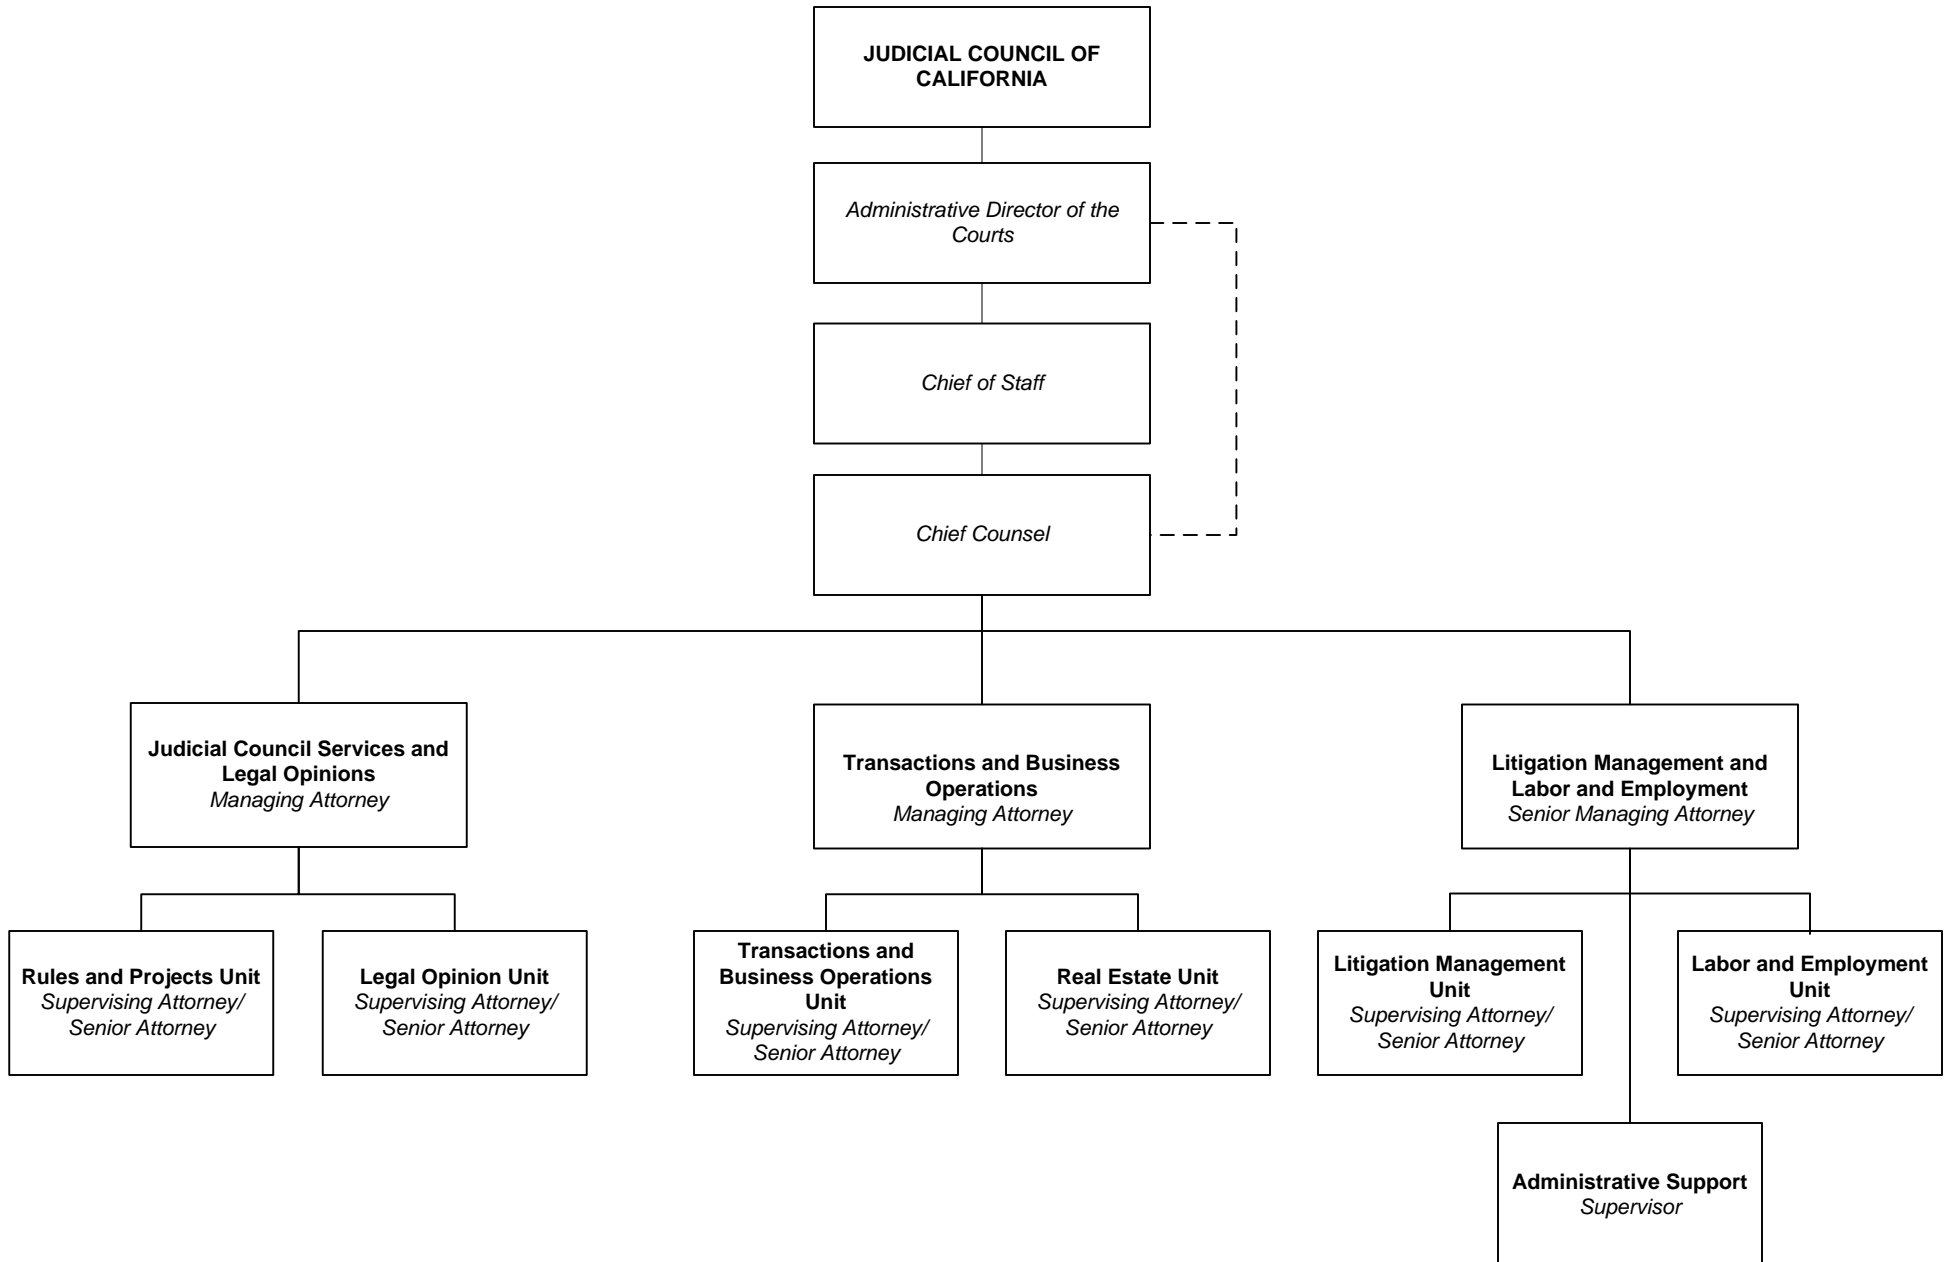 JUDICIAL COUNCIL OF
CALIFORNIA
Administrative Director of the
Courts
Chief of Staff
Chief Counsel
Judicial Council Services and
Legal Opinions
Managing Attorney
Transactions and Business
Operations
Managing Attorney
Litigation Management and
Labor and Employment
Senior Managing Attorney
Rules and Projects Unit
Supervising Attorney/
Senior Attorney
Legal Opinion Unit
Supervising Attorney/
Senior Attorney
Transactions and
Business Operations
Unit
Supervising Attorney/
Senior Attorney
Real Estate Unit
Supervising Attorney/
Senior Attorney
Litigation Management
Unit
Supervising Attorney/
Senior Attorney
Labor and Employment
Unit
Supervising Attorney/
Senior Attorney
Administrative Support
Supervisor